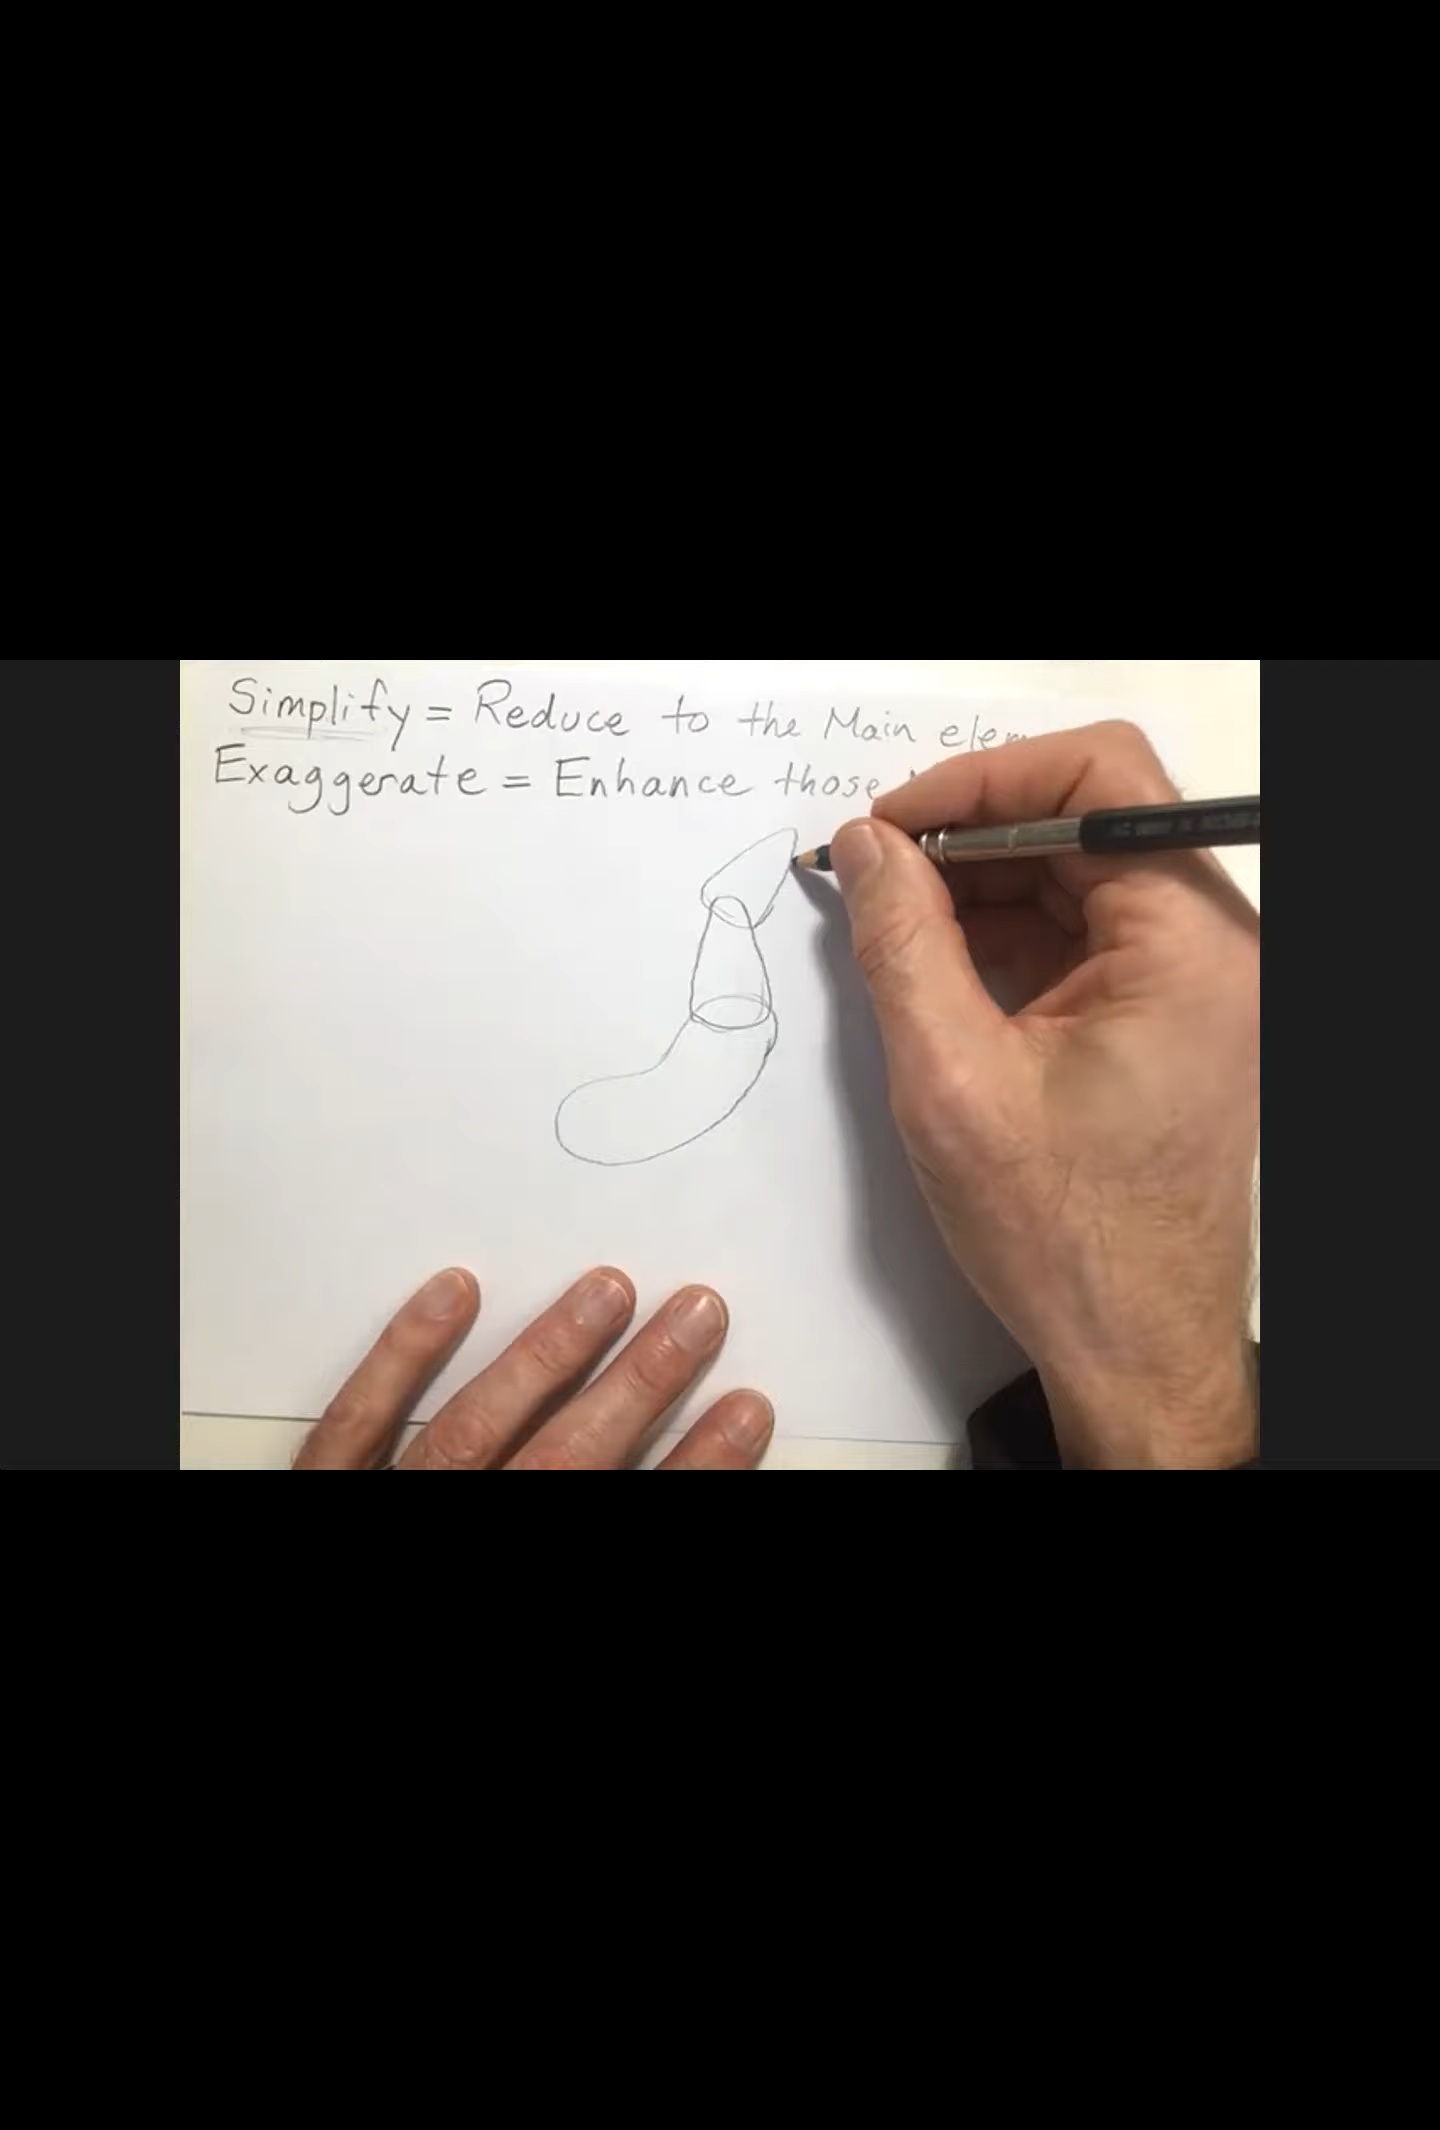 Simplify = Reduce to the Main
Exaggerate = Enhance those